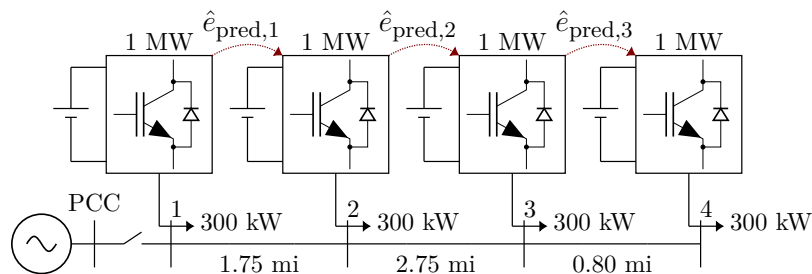 ê_pred,1 ê_pred,2 ê_pred,3
1 MW 1 MW 1 MW 1 MW
PCC 1 2 3 4
300 kW 300 kW 300 kW 300 kW
1.75 mi 2.75 mi 0.80 mi